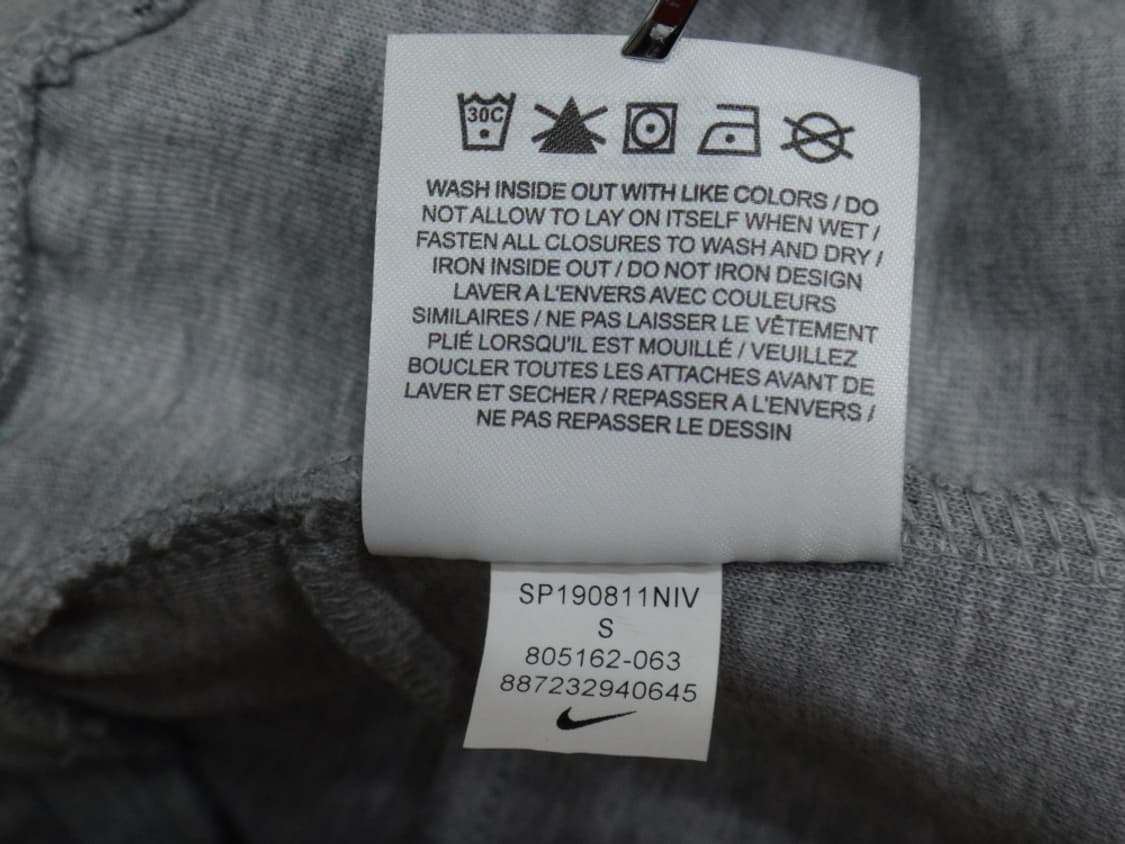 30C
WASH INSIDE OUT WITH LIKE COLORS / DO
NOT ALLOW TO LAY ON ITSELF WHEN WET /
FASTEN ALL CLOSURES TO WASH AND DRY /
IRON INSIDE OUT / DO NOT IRON DESIGN
LAVER A L'ENVERS AVEC COULEURS
SIMILAIRES / NE PAS LAISSER LE VÊTEMENT
PLIÉ LORSQU'IL EST MOUILLÉ / VEUILLEZ
BOUCLER TOUTES LES ATTACHES AVANT DE
LAVER ET SECHER / REPASSER A L'ENVERS /
NE PAS REPASSER LE DESSIN
SP190811NIV
S
805162-063
887232940645